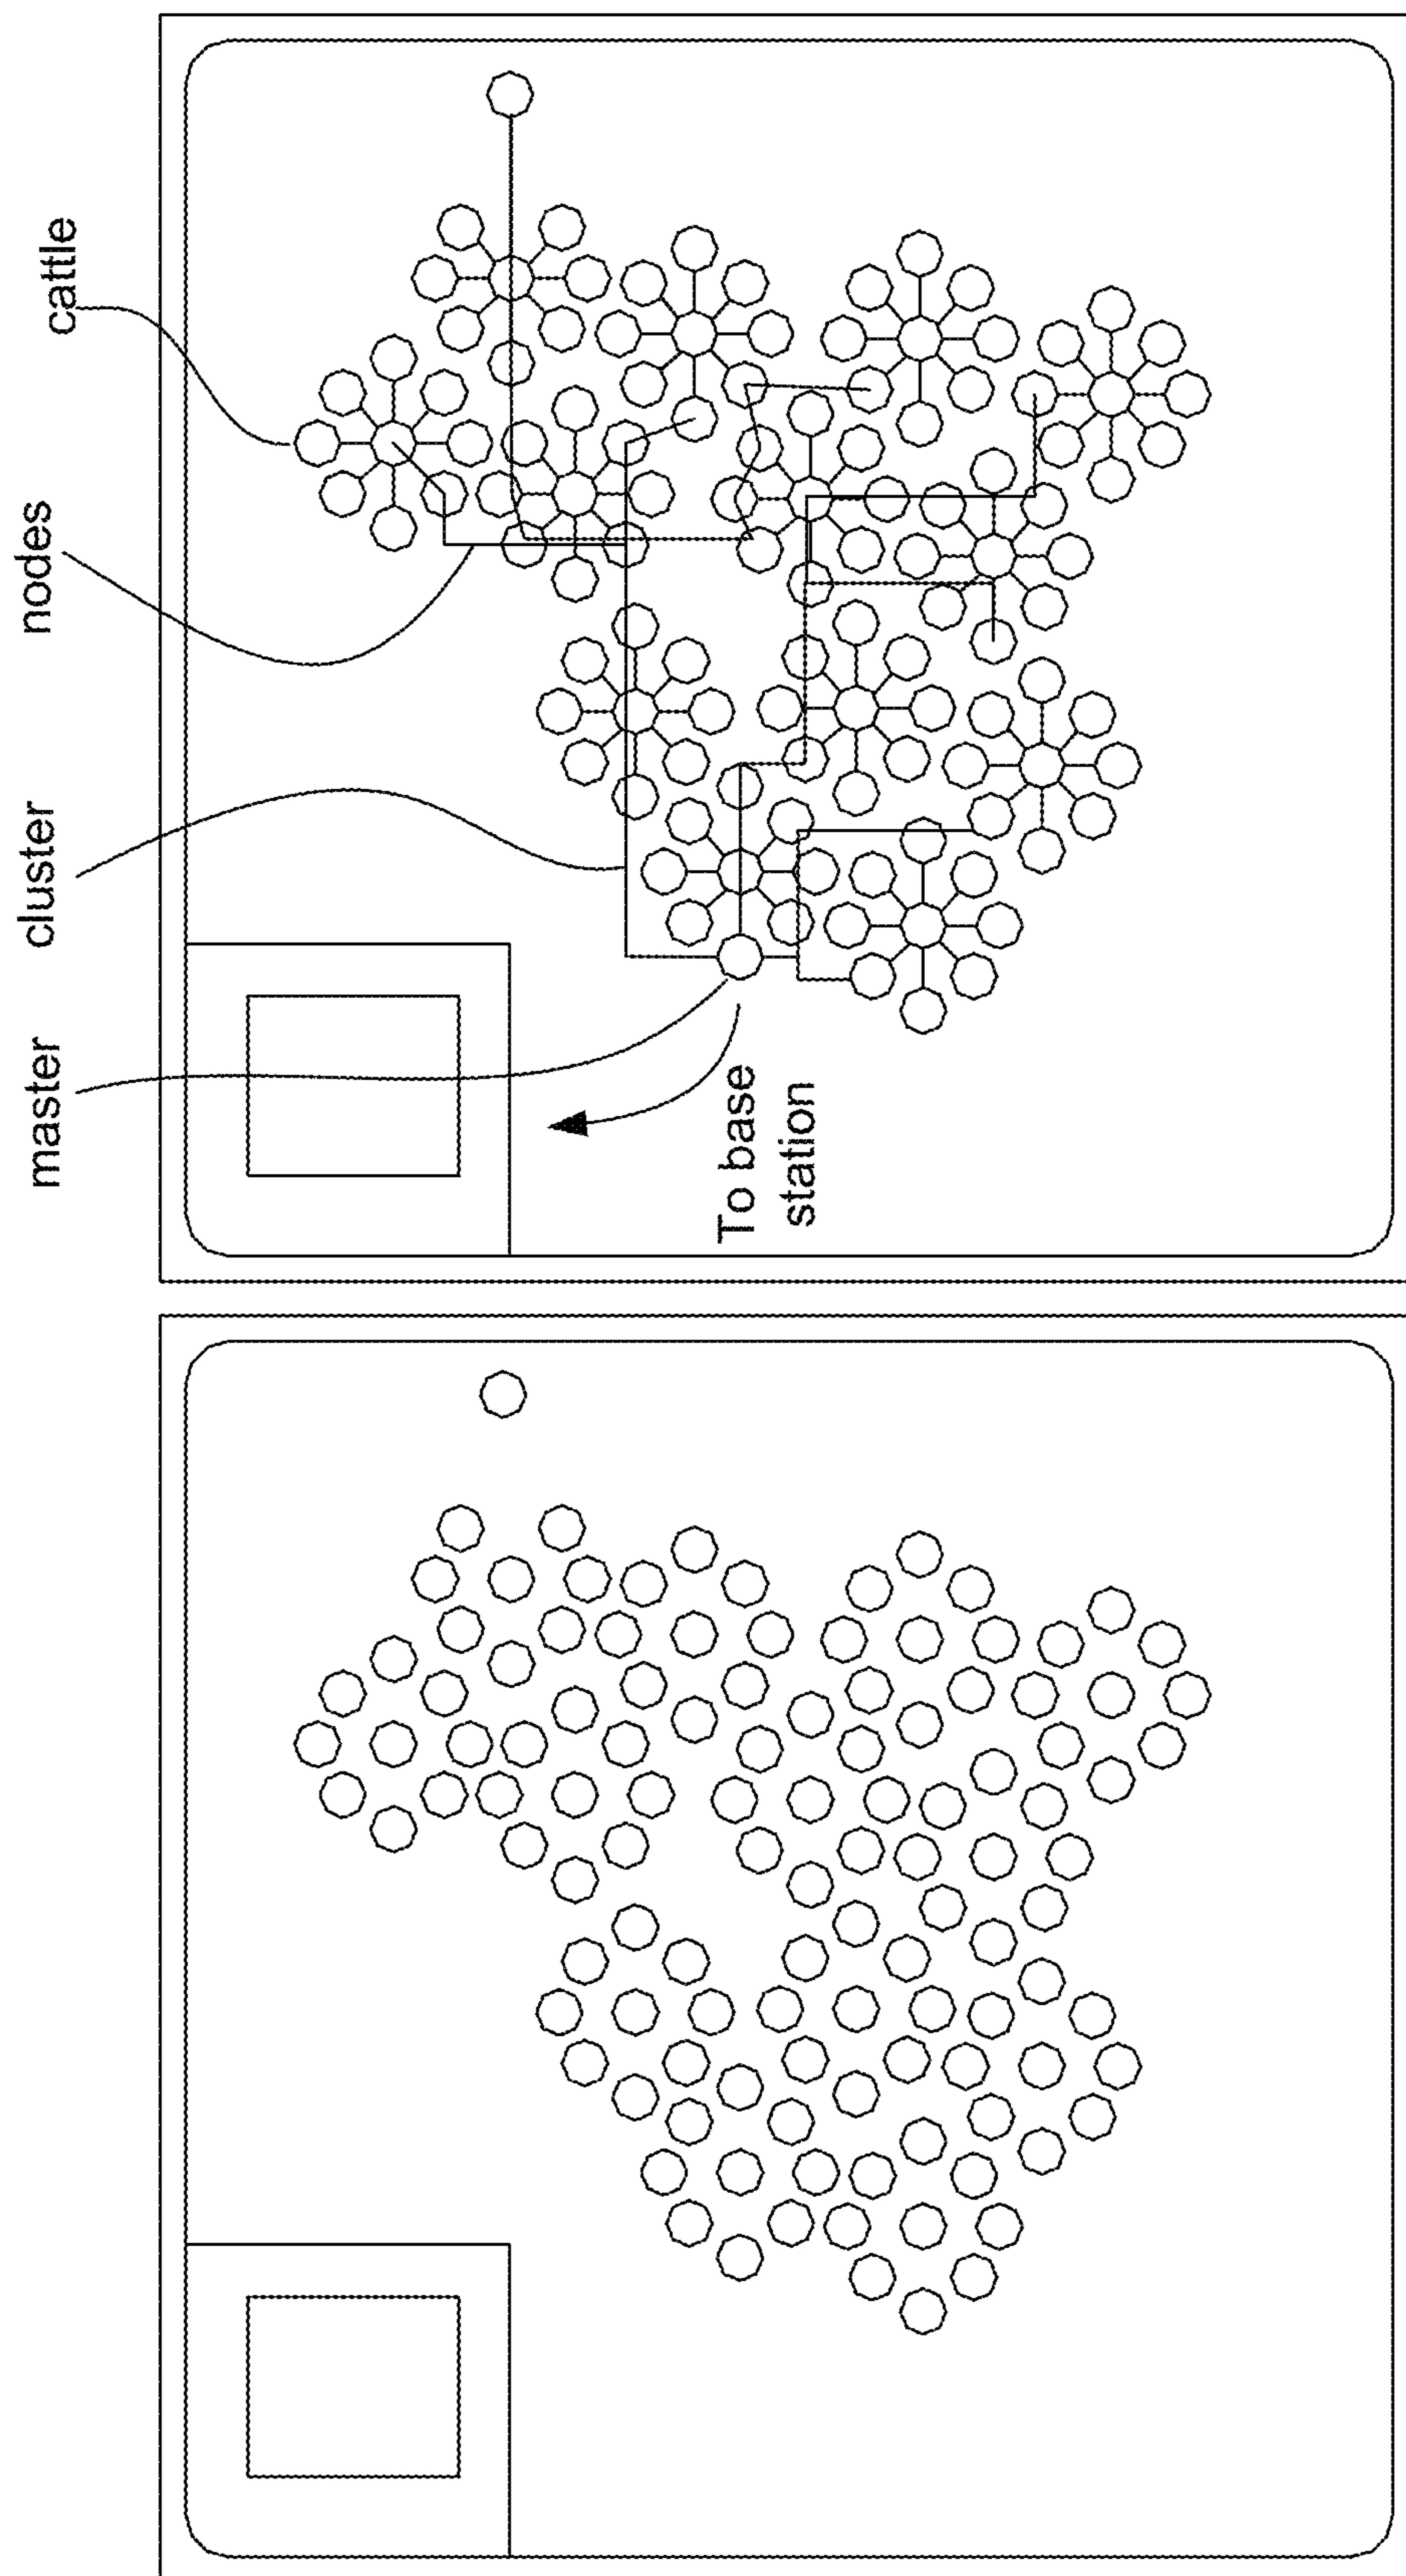 master
cluster
nodes
cattle
To base
station